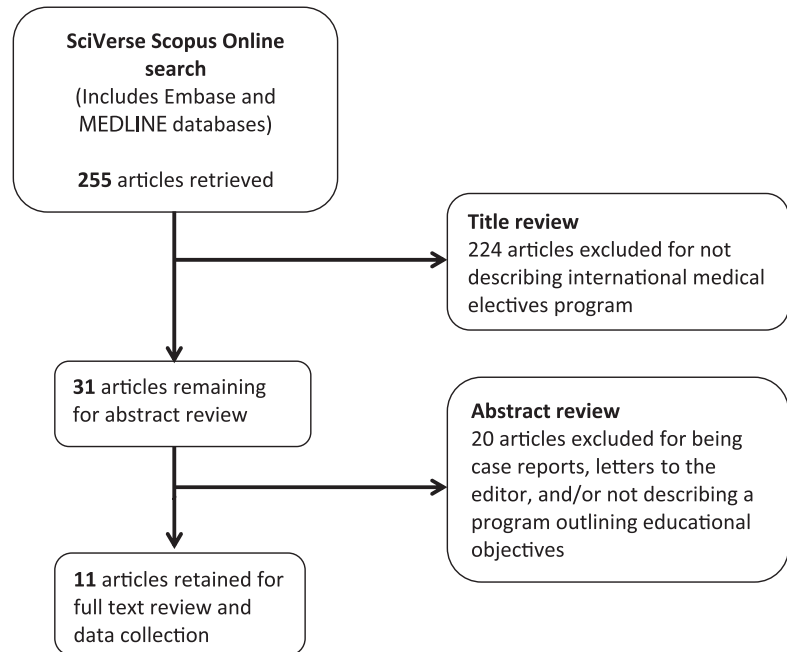 SciVerse Scopus Online
search
(Includes Embase and
MEDLINE databases)
255 articles retrieved
Title review
224 articles excluded for not
describing international medical
electives program
31 articles remaining
for abstract review
Abstract review
20 articles excluded for being
case reports, letters to the
editor, and/or not describing a
program outlining educational
objectives
11 articles retained for
full text review and
data collection